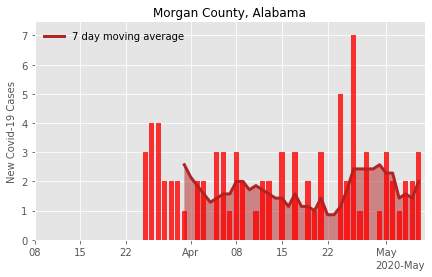 Morgan County, Alabama
7 day moving average
New Covid-19 Cases
7
6
5
4
3
2
1
0
08 15 22 Apr 08 15 22 May
2020-May